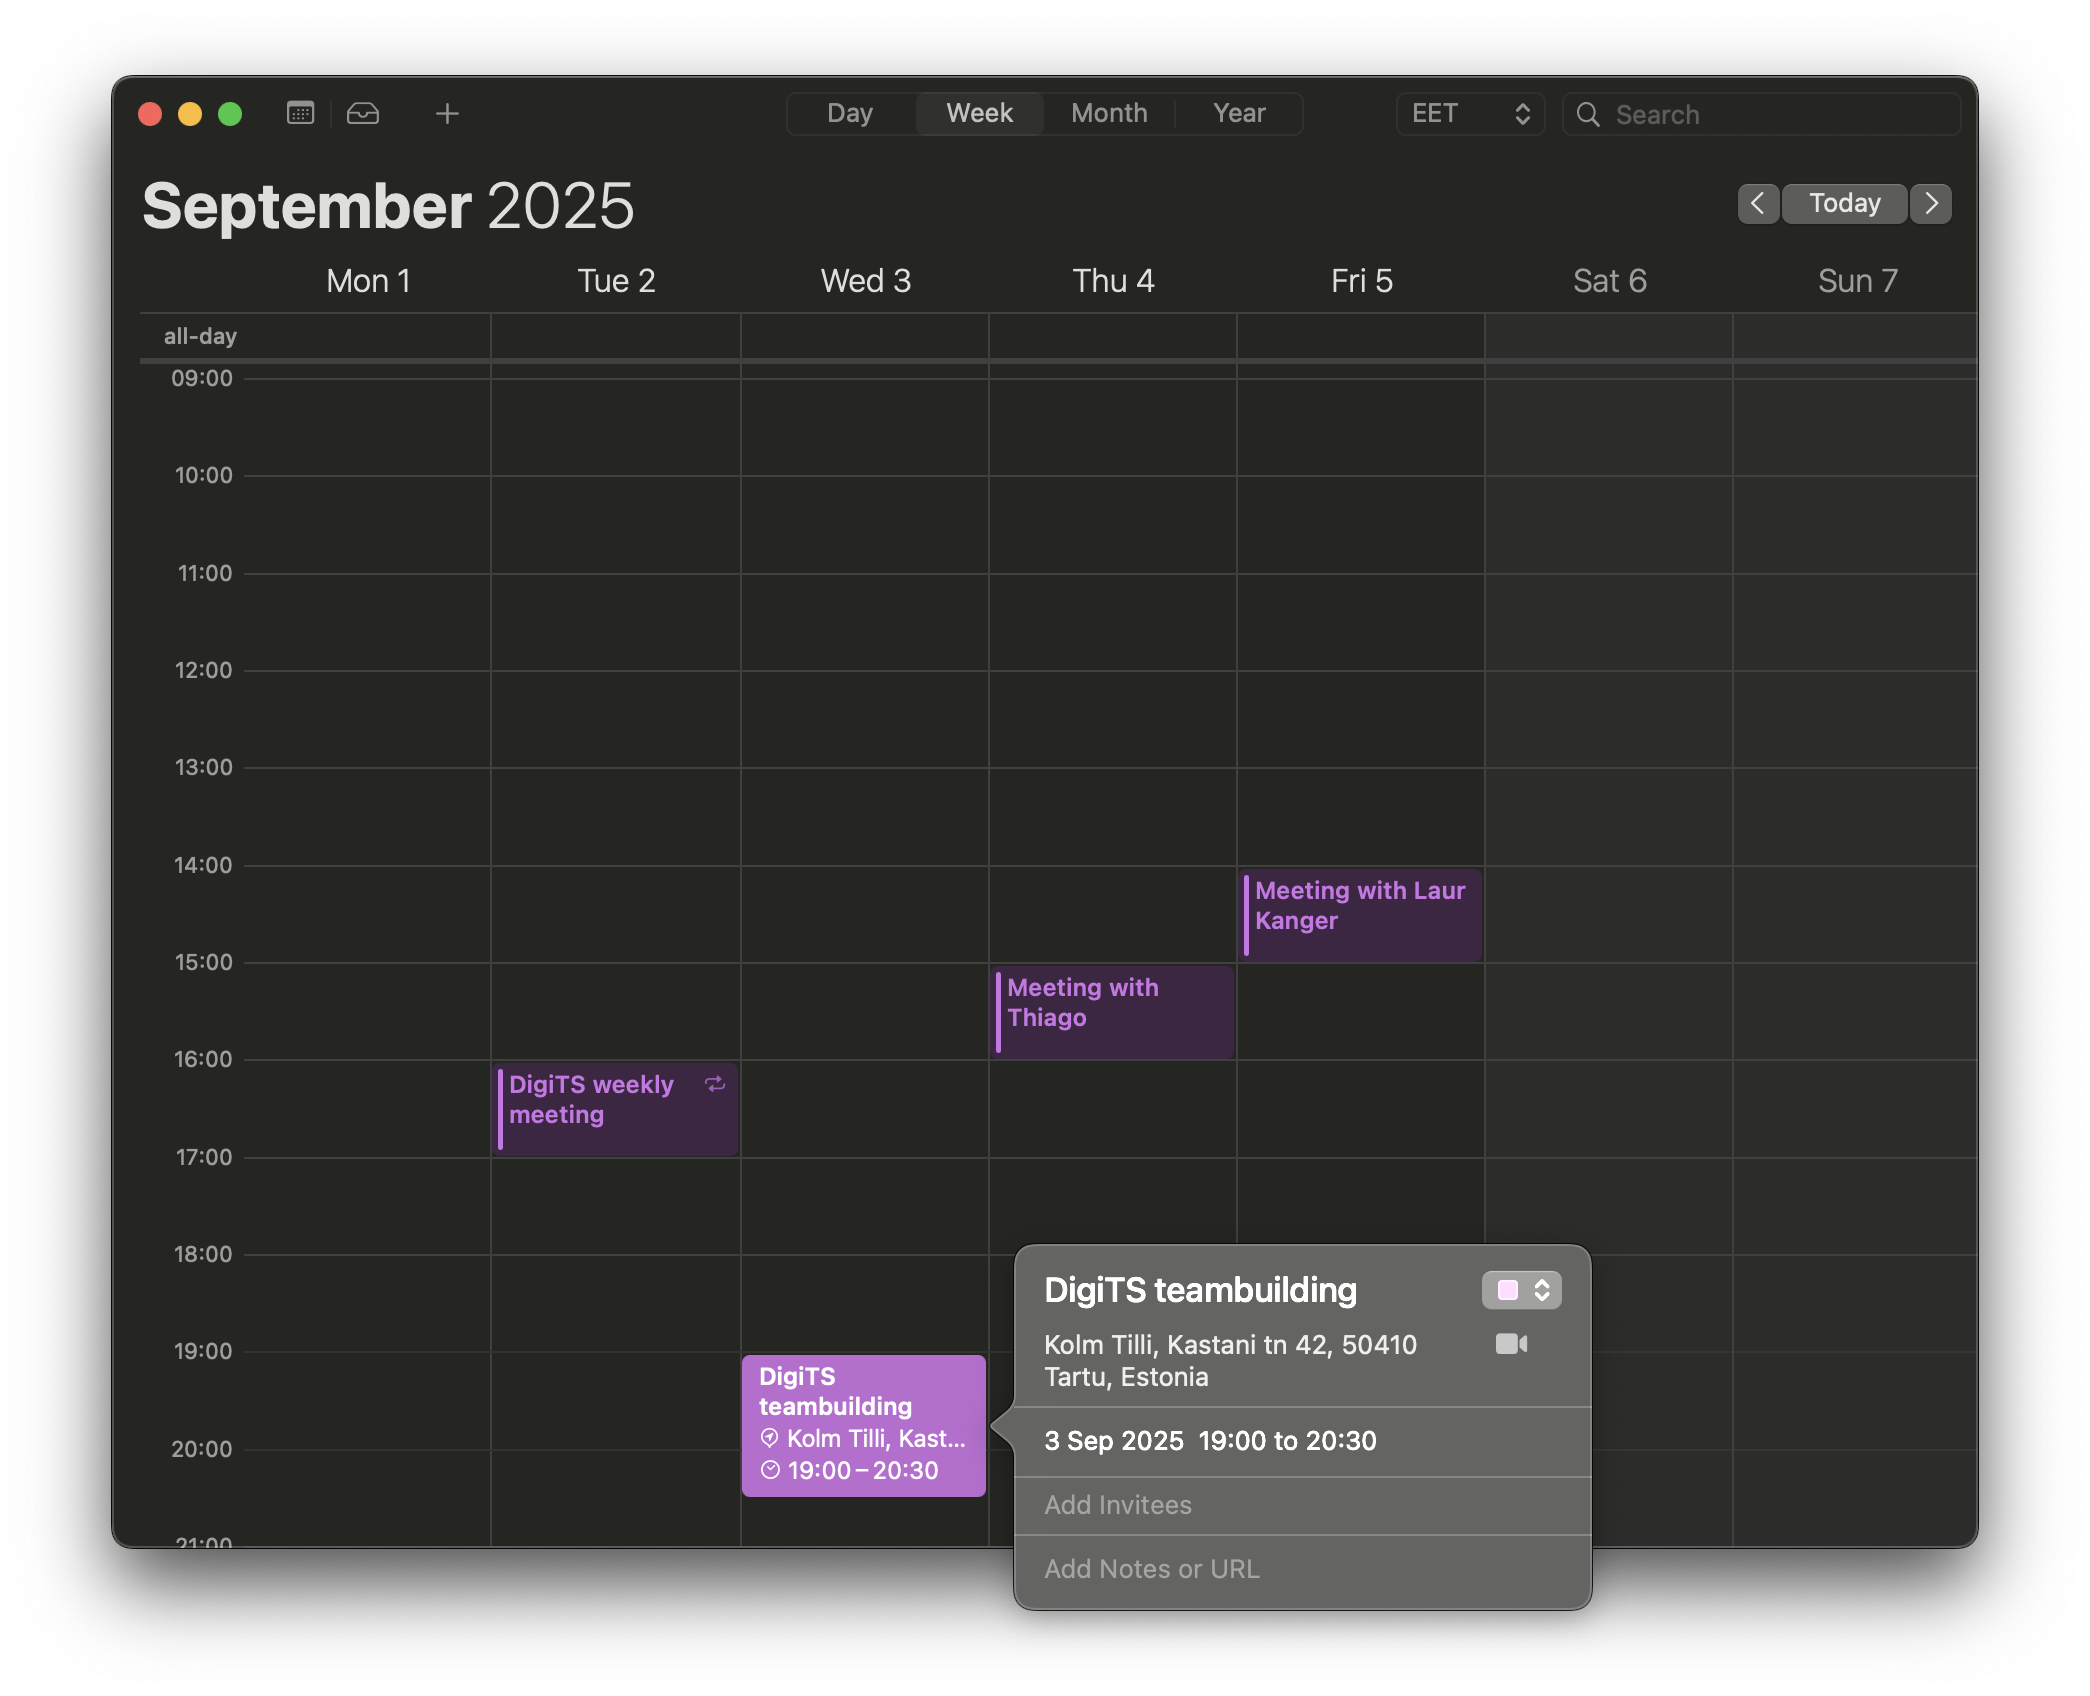 Day Week Month Year EET Search
September 2025
Today
Mon 1 Tue 2 Wed 3 Thu 4 Fri 5 Sat 6 Sun 7
all-day
09:00
10:00
11:00
12:00
13:00
14:00
Meeting with Laur
Kanger
15:00
Meeting with
Thiago
16:00
DigiTS weekly
meeting
17:00
18:00
19:00
DigiTS
teambuilding
Kolm Tilli, Kast...
19:00 – 20:30
20:00
21:00
DigiTS teambuilding
Kolm Tilli, Kastani tn 42, 50410
Tartu, Estonia
3 Sep 2025 19:00 to 20:30
Add Invitees
Add Notes or URL